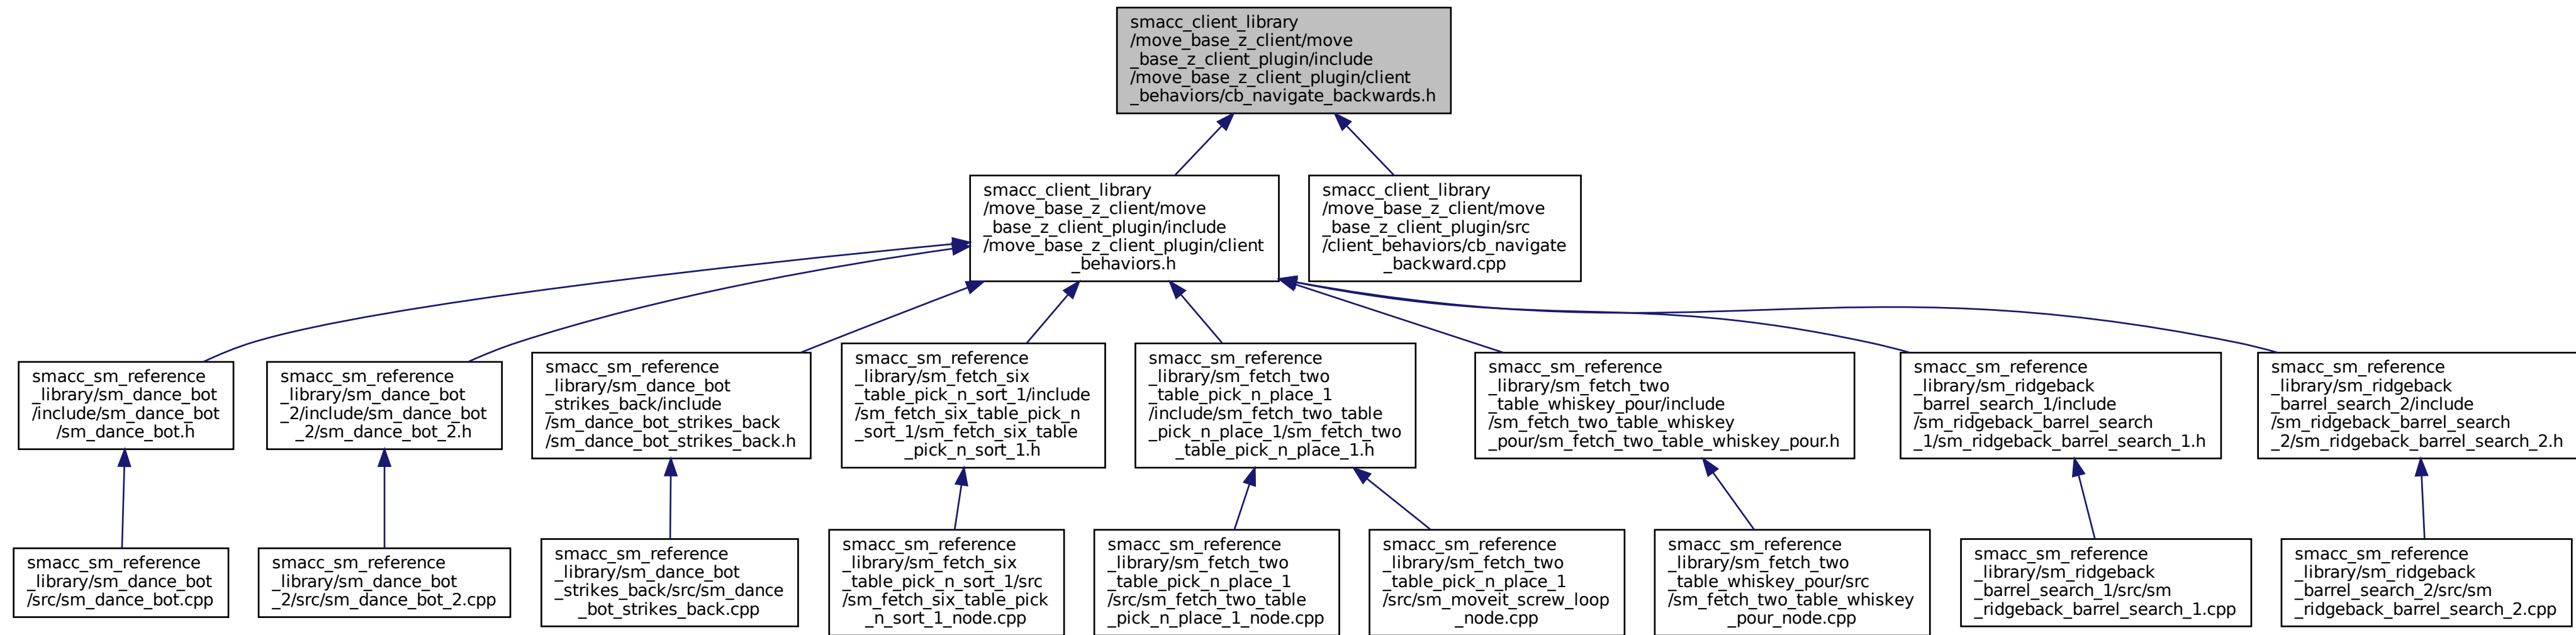 smacc_client_library
/move_base_z_client/move
_base_z_client_plugin/include
/move_base_z_client_plugin/client
_behaviors/cb_navigate_backwards.h
smacc_client_library
/move_base_z_client/move
_base_z_client_plugin/include
/move_base_z_client_plugin/client
_behaviors.h
smacc_client_library
/move_base_z_client/move
_base_z_client_plugin/src
/client_behaviors/cb_navigate
_backward.cpp
smacc_sm_reference
_library/sm_dance_bot
/include/sm_dance_bot
/sm_dance_bot.h
smacc_sm_reference
_library/sm_dance_bot
_2/include/sm_dance_bot
_2/sm_dance_bot_2.h
smacc_sm_reference
_library/sm_dance_bot
_strikes_back/include
/sm_dance_bot_strikes_back
/sm_dance_bot_strikes_back.h
smacc_sm_reference
_library/sm_fetch_six
_table_pick_n_sort_1/include
/sm_fetch_six_table_pick_n
_sort_1/sm_fetch_six_table
_pick_n_sort_1.h
smacc_sm_reference
_library/sm_fetch_two
_table_pick_n_place_1
/include/sm_fetch_two_table
_pick_n_place_1/sm_fetch_two
_table_pick_n_place_1.h
smacc_sm_reference
_library/sm_fetch_two
_table_whiskey_pour/include
/sm_fetch_two_table_whiskey
_pour/sm_fetch_two_table_whiskey_pour.h
smacc_sm_reference
_library/sm_ridgeback
_barrel_search_1/include
/sm_ridgeback_barrel_search
_1/sm_ridgeback_barrel_search_1.h
smacc_sm_reference
_library/sm_ridgeback
_barrel_search_2/include
/sm_ridgeback_barrel_search
_2/sm_ridgeback_barrel_search_2.h
smacc_sm_reference
_library/sm_dance_bot
/src/sm_dance_bot.cpp
smacc_sm_reference
_library/sm_dance_bot
_2/src/sm_dance_bot_2.cpp
smacc_sm_reference
_library/sm_dance_bot
_strikes_back/src/sm_dance
_bot_strikes_back.cpp
smacc_sm_reference
_library/sm_fetch_six
_table_pick_n_sort_1/src
/sm_fetch_six_table_pick
_n_sort_1_node.cpp
smacc_sm_reference
_library/sm_fetch_two
_table_pick_n_place_1
/src/sm_fetch_two_table
_pick_n_place_1_node.cpp
smacc_sm_reference
_library/sm_fetch_two
_table_pick_n_place_1
/src/sm_moveit_screw_loop
_node.cpp
smacc_sm_reference
_library/sm_fetch_two
_table_whiskey_pour/src
/sm_fetch_two_table_whiskey
_pour_node.cpp
smacc_sm_reference
_library/sm_ridgeback
_barrel_search_1/src/sm
_ridgeback_barrel_search_1.cpp
smacc_sm_reference
_library/sm_ridgeback
_barrel_search_2/src/sm
_ridgeback_barrel_search_2.cpp